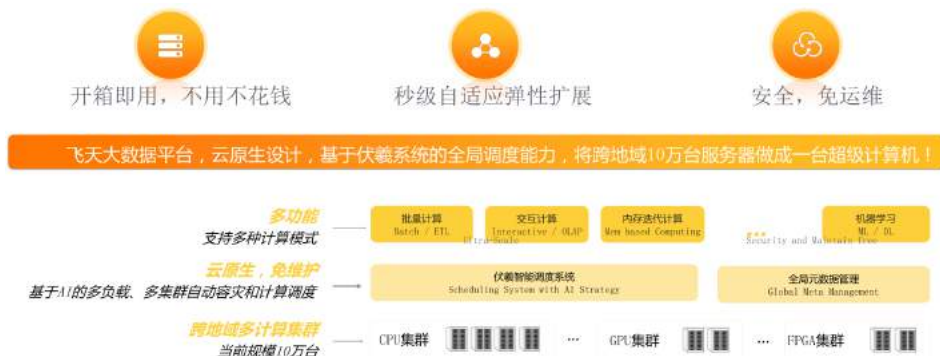 开箱即用，不用不花钱
秒级自适应弹性扩展
安全，免运维
飞天大数据平台，云原生设计，基于伏羲系统的全局调度能力，将跨地域10万台服务器做成一台超级计算机！
多功能
支持多种计算模式
批量计算
Batch / ETL
交互计算
Interactive / OLAP
内存迭代计算
Mem based Computing
机器学习
ML / DL
Ultra-Scale
Security and Maintain Free
云原生，免维护
基于AI的多负载、多集群自动容灾和计算调度
伏羲智能调度系统
Scheduling System with AI Strategy
全局元数据管理
Global Meta Management
跨地域多计算集群
当前规模10万台
CPU集群
...
GPU集群
...
FPGA集群